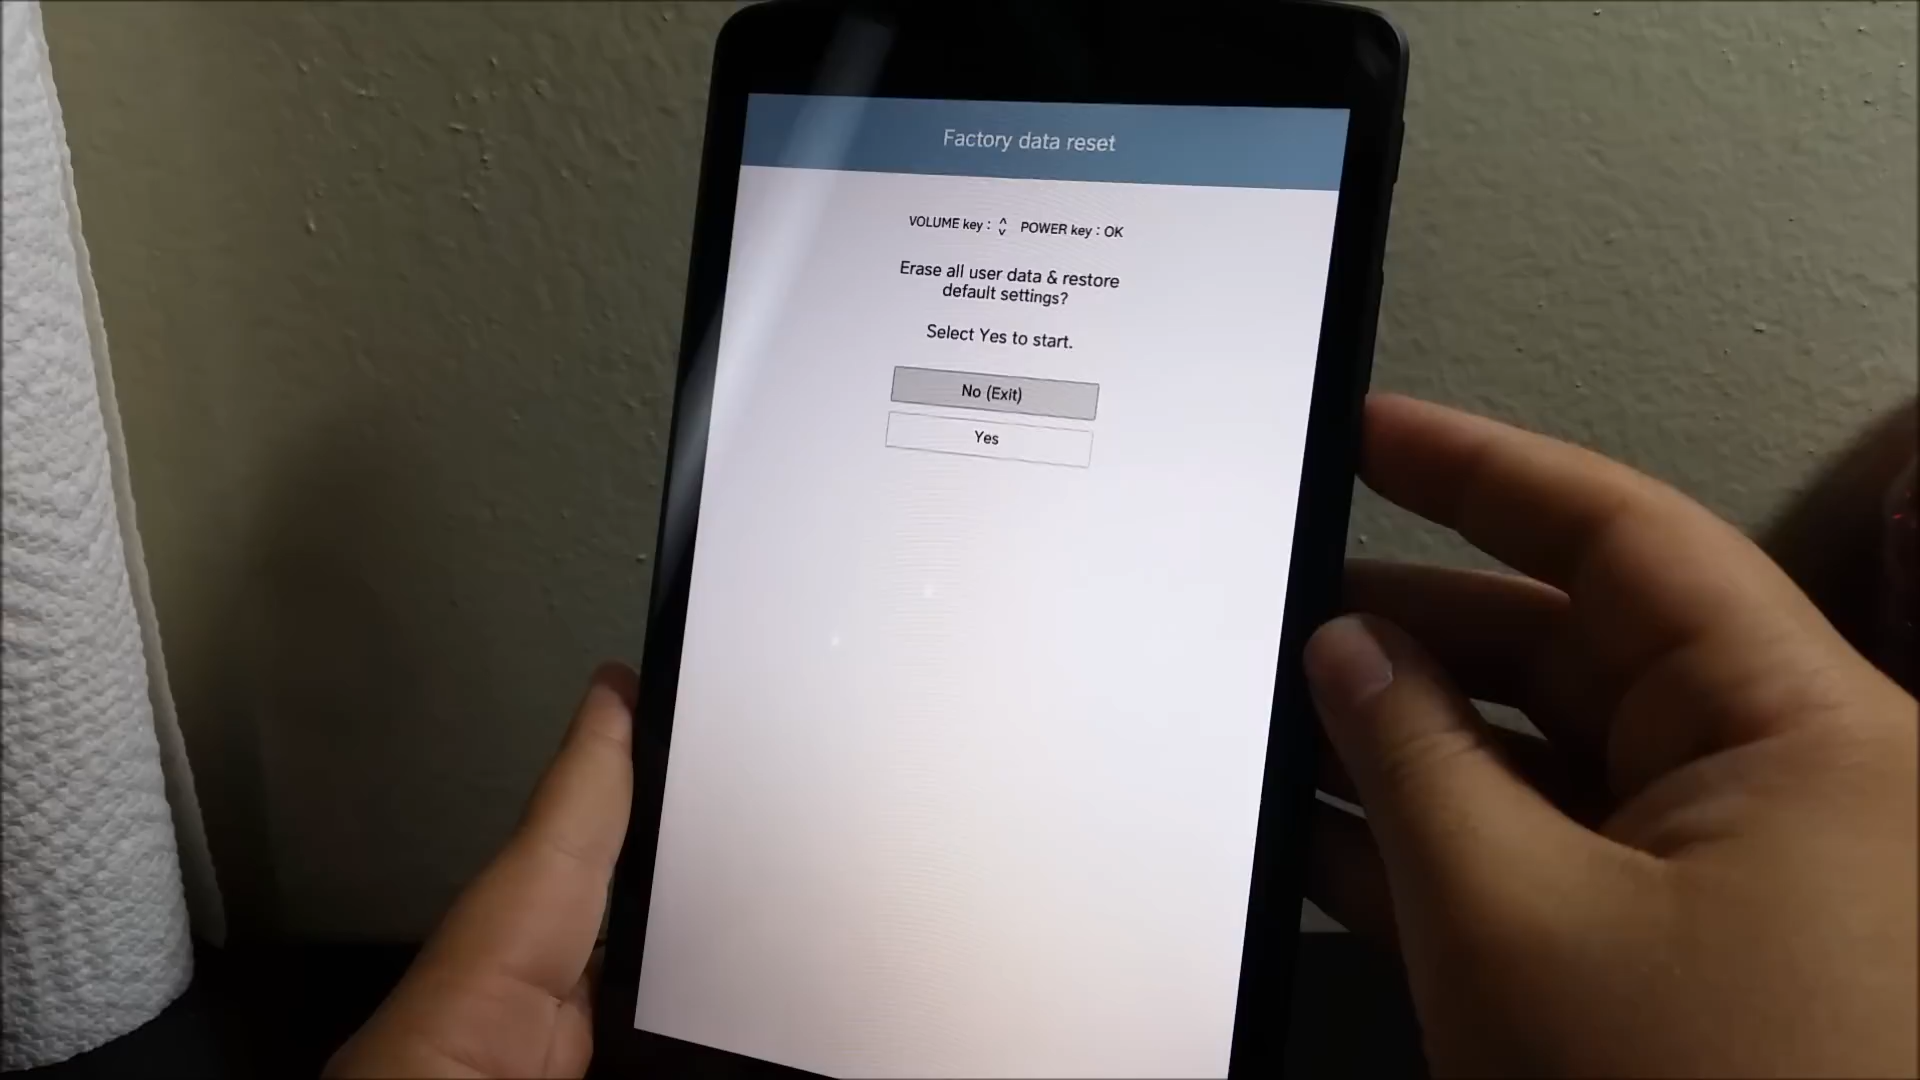 Factory data reset
VOLUME key : ^ v POWER key : OK
Erase all user data & restore
default settings?
Select Yes to start.
No (Exit)
Yes